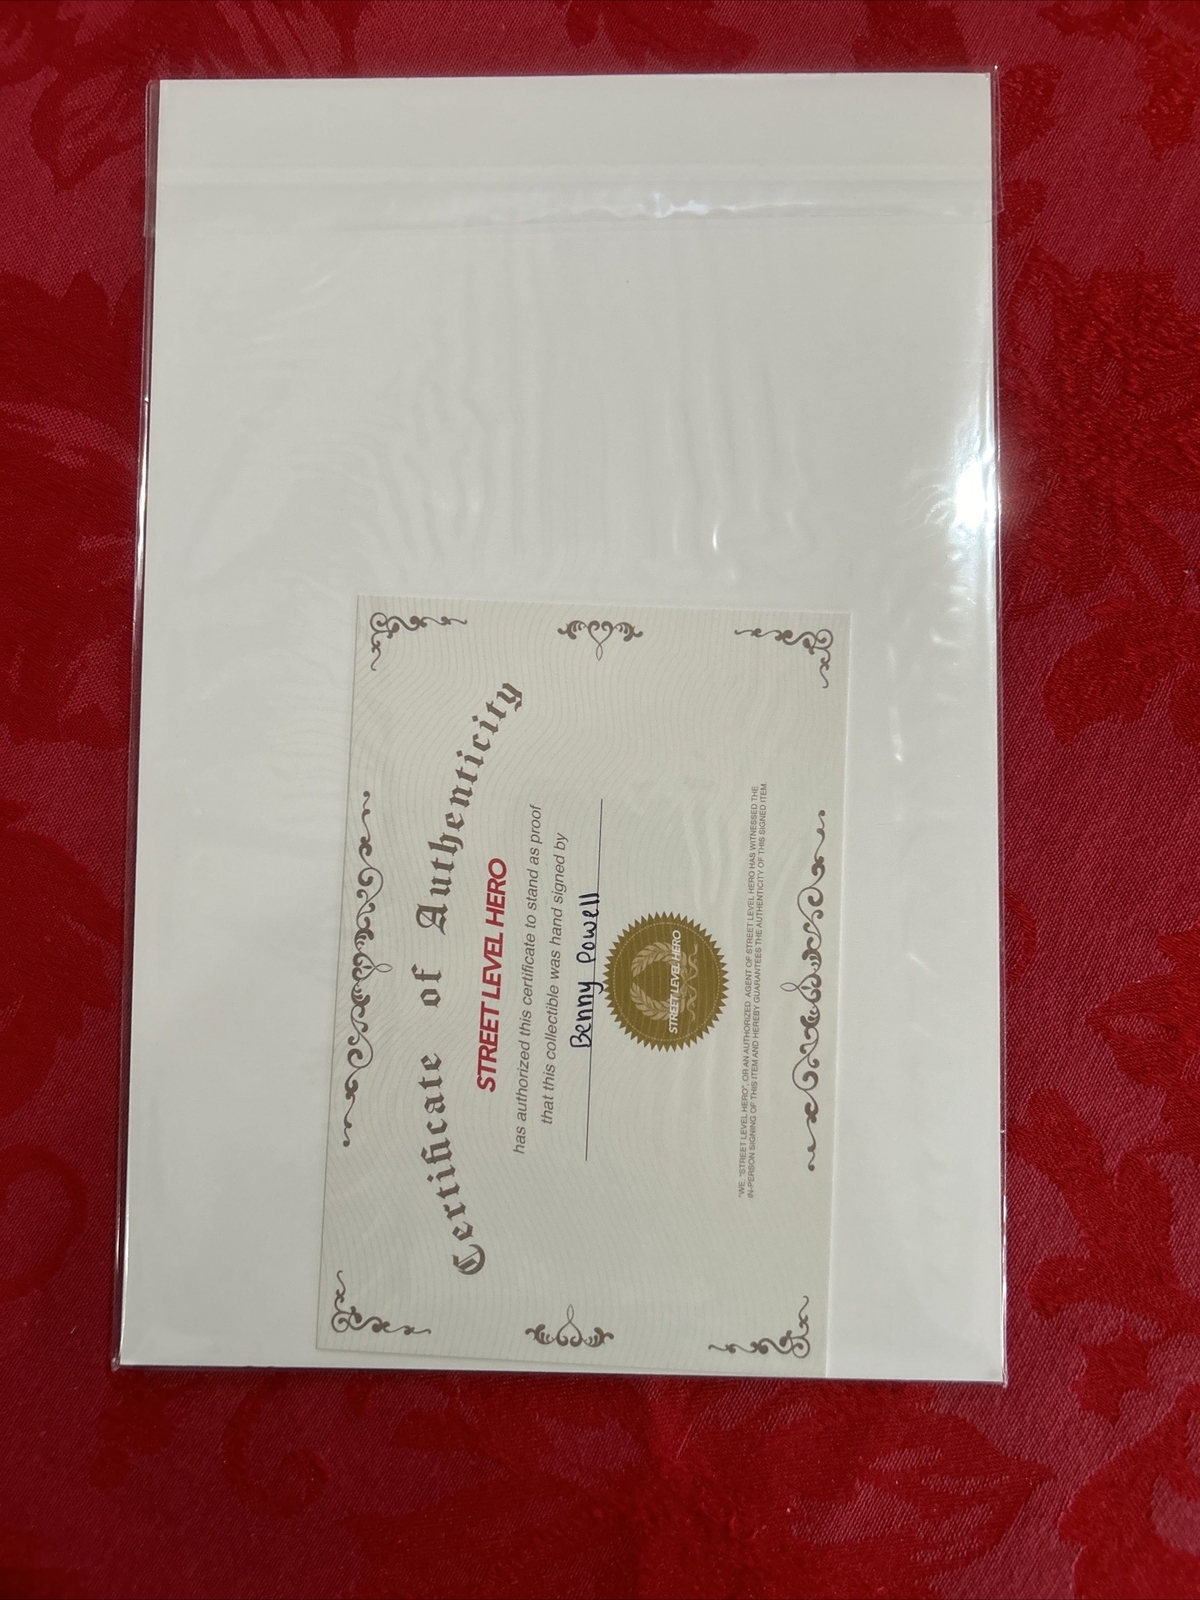 Certificate of Authenticity
STREET LEVEL HERO
has authorized this certificate to stand as proof
that this collectible was hand signed by
Benny Powell
STREET LEVEL HERO
"WE, "STREET LEVEL HERO", OR AN AUTHORIZED AGENT OF STREET LEVEL HERO HAS WITNESSED THE
IN-PERSON SIGNING OF THIS ITEM AND HEREBY GUARANTEES THE AUTHENTICITY OF THIS SIGNED ITEM.